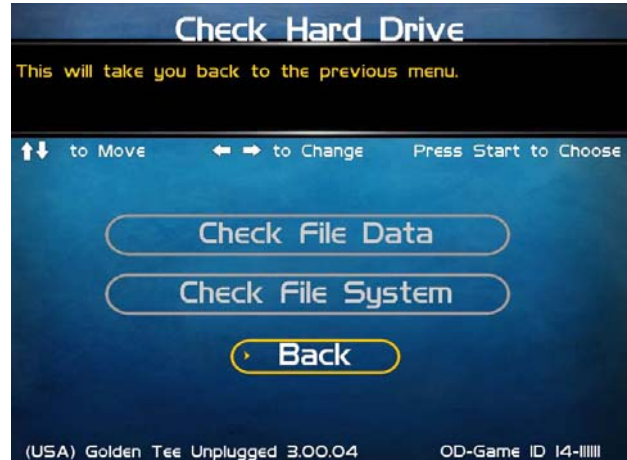 Check Hard Drive
This will take you back to the previous menu.
to Move to Change Press Start to Choose
Check File Data
Check File System
Back
(USA) Golden Tee Unplugged 3.00.04 OD-Game ID 14-111111